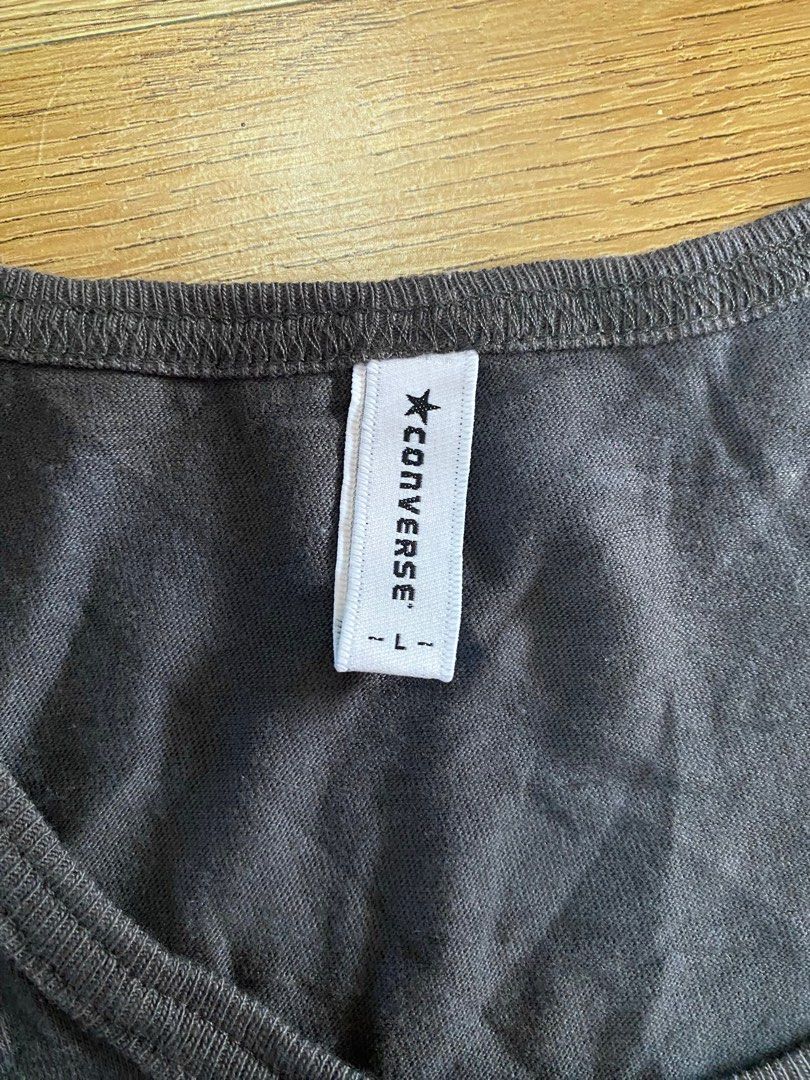 ★CONVERSE®
~ L ~